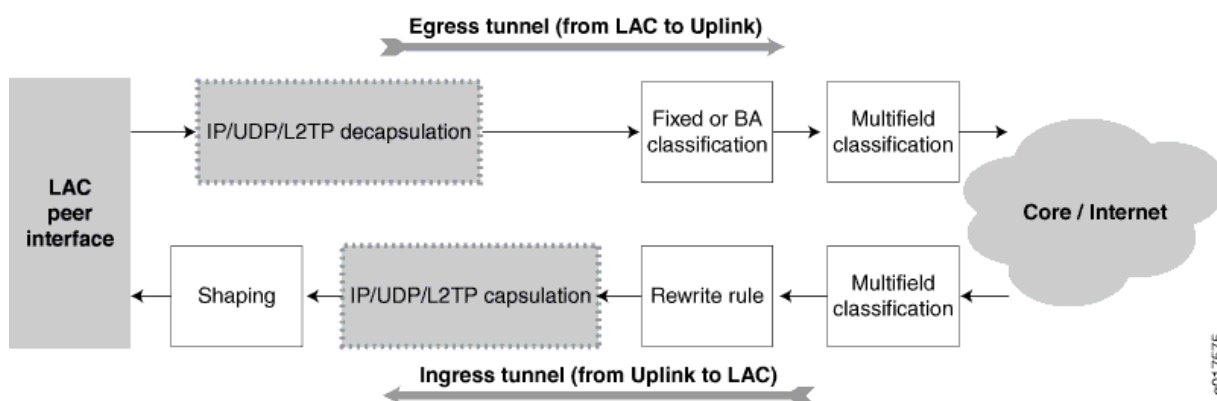 Egress tunnel (from LAC to Uplink)
LAC
peer
interface
IP/UDP/L2TP decapsulation
Fixed or BA
classification
Multifield
classification
Core / Internet
Shaping
IP/UDP/L2TP capsulation
Rewrite rule
Multifield
classification
Ingress tunnel (from Uplink to LAC)
g017575